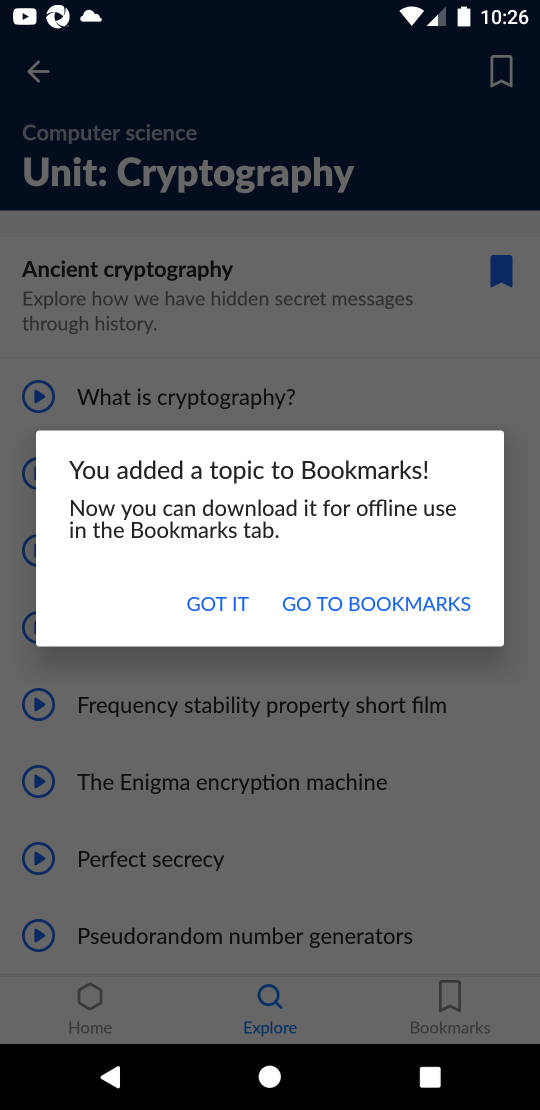 10:26
Computer science
Unit: Cryptography
Ancient cryptography
Explore how we have hidden secret messages
through history.
What is cryptography?
You added a topic to Bookmarks!
Now you can download it for offline use
in the Bookmarks tab.
GOT IT GO TO BOOKMARKS
Frequency stability property short film
The Enigma encryption machine
Perfect secrecy
Pseudorandom number generators
Home Explore Bookmarks